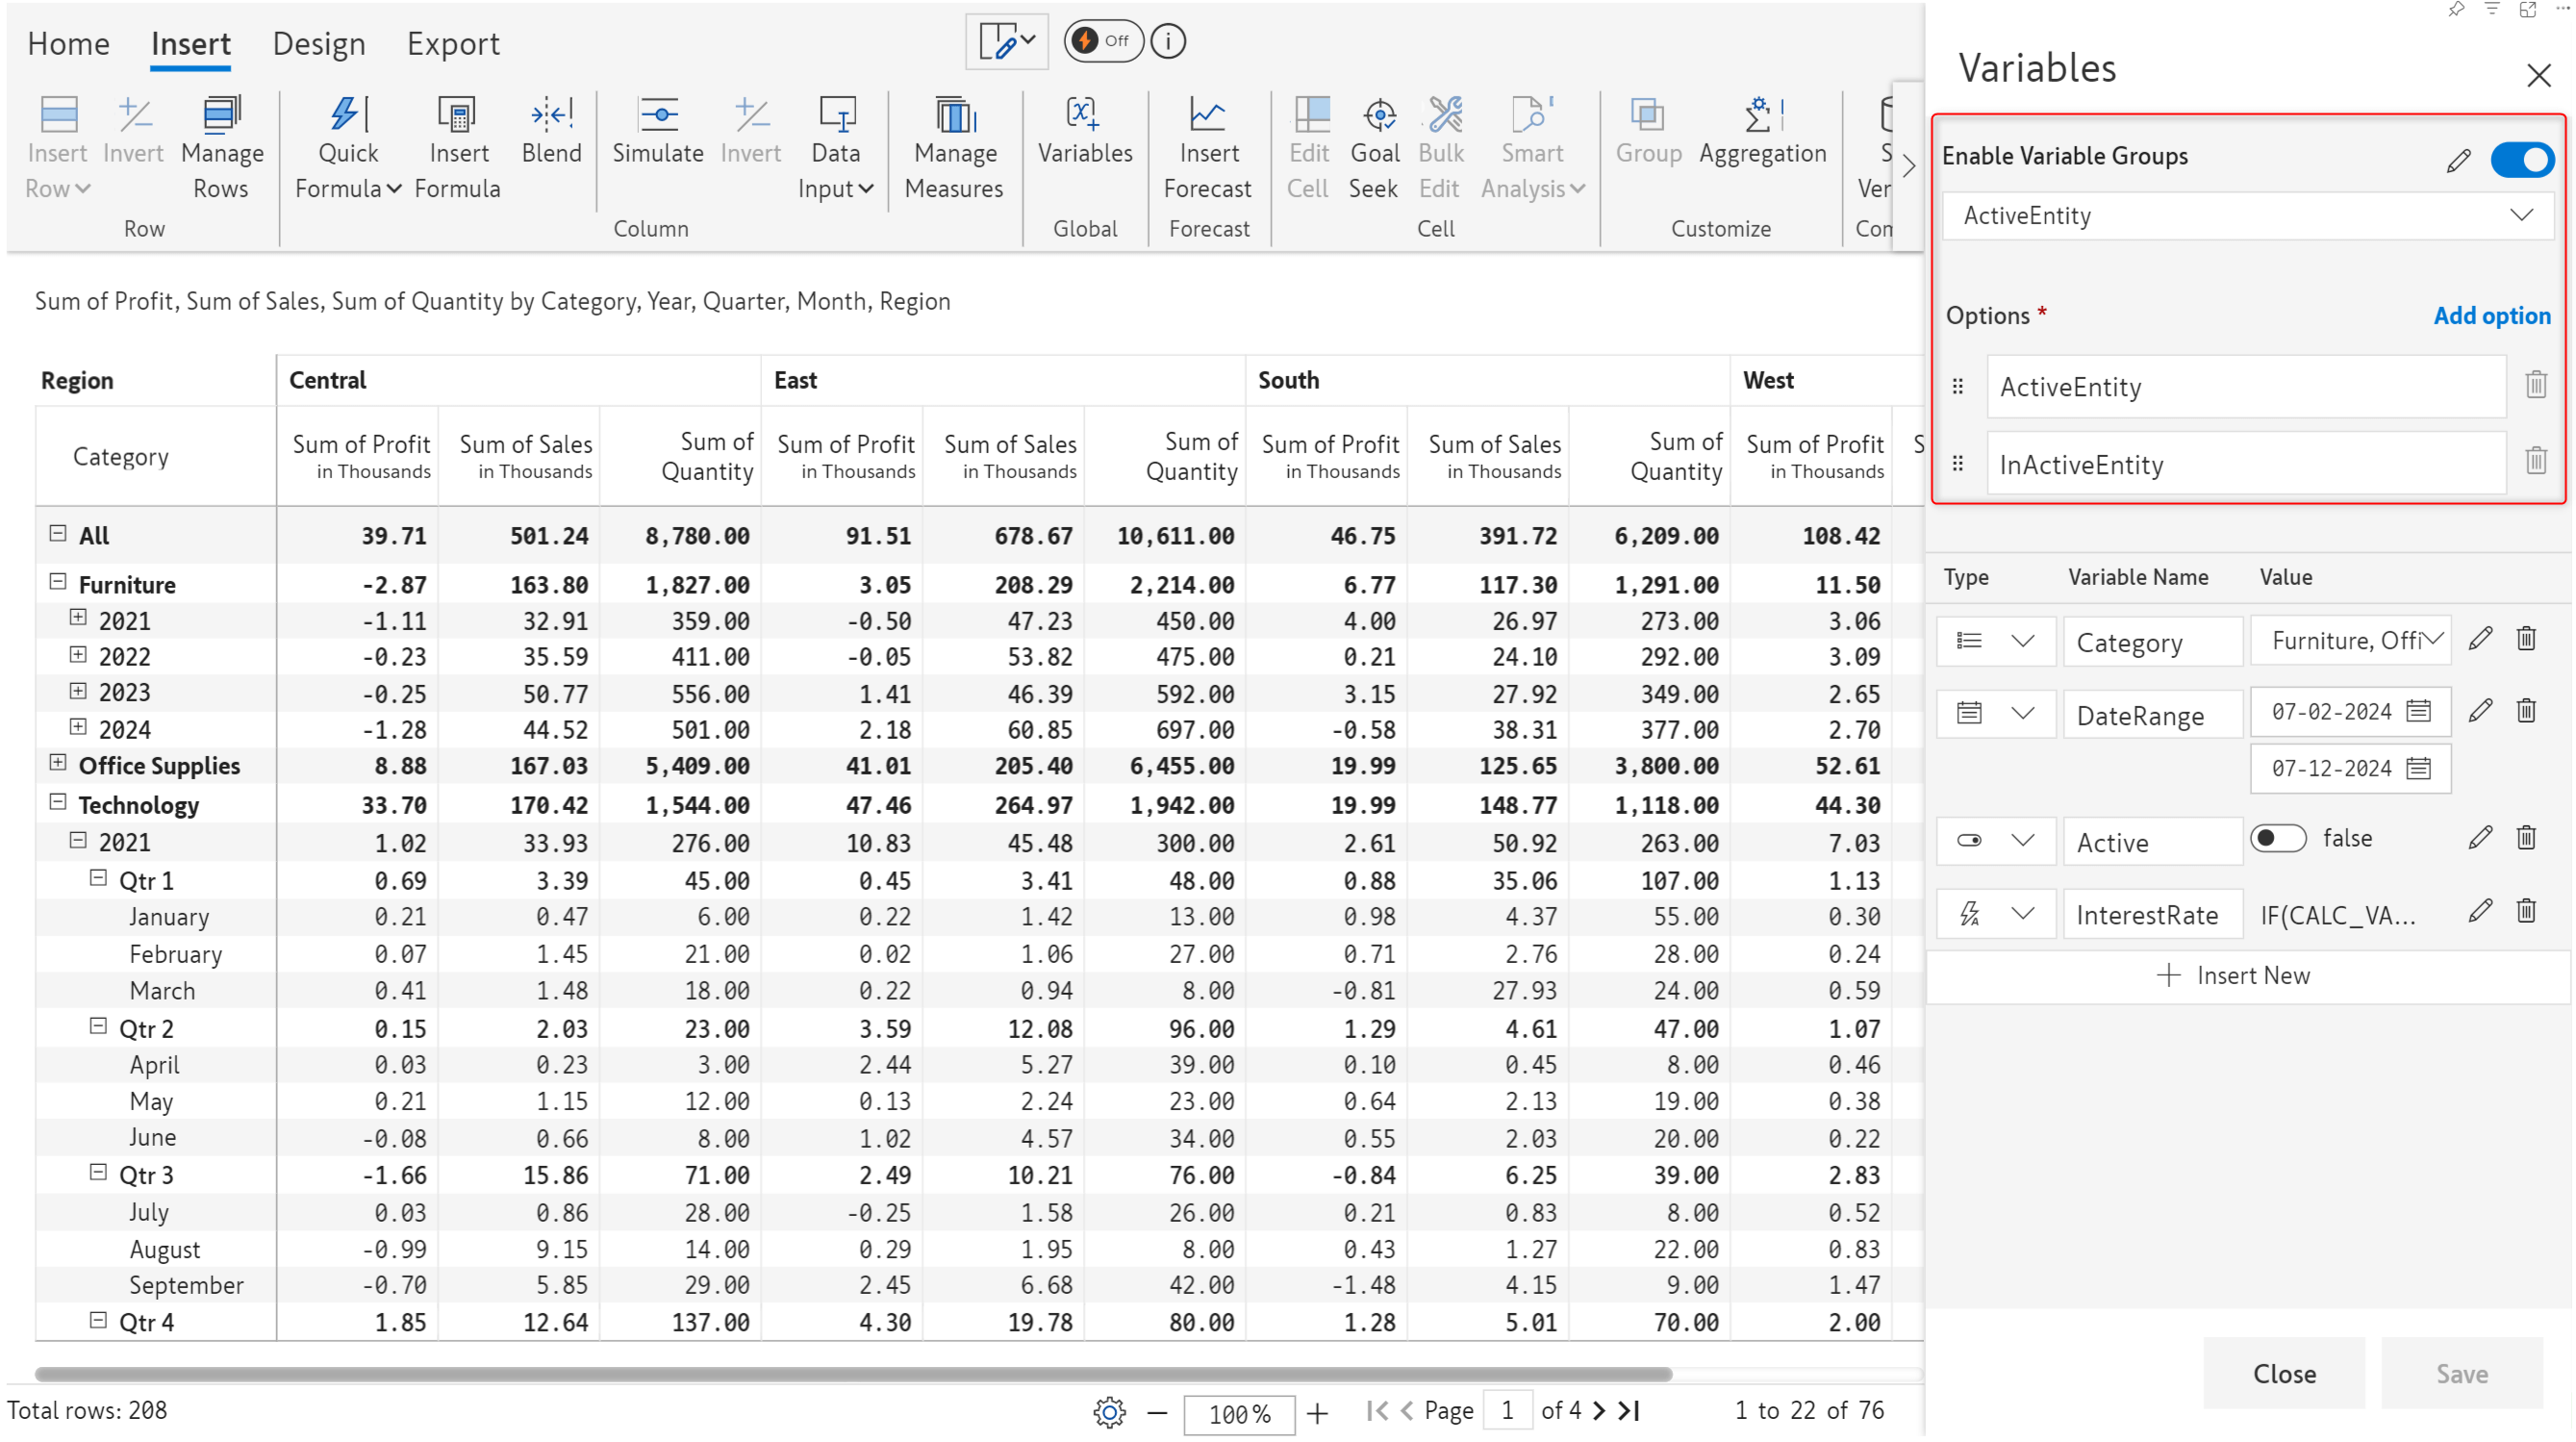 Home Insert Design Export Off i
Insert Row Invert Manage Rows Quick Formula Insert Formula Blend Simulate Invert Data Input Manage Measures Variables Insert Forecast Edit Cell Goal Seek Bulk Edit Smart Analysis Group Aggregation S Ver
Row Column Global Forecast Cell Customize Con
Sum of Profit, Sum of Sales, Sum of Quantity by Category, Year, Quarter, Month, Region
Region Central East South West
Category Sum of Profit in Thousands Sum of Sales in Thousands Sum of Quantity Sum of Profit in Thousands Sum of Sales in Thousands Sum of Quantity Sum of Profit in Thousands Sum of Sales in Thousands Sum of Quantity Sum of Profit in Thousands S
All 39.71 501.24 8,780.00 91.51 678.67 10,611.00 46.75 391.72 6,209.00 108.42
Furniture -2.87 163.80 1,827.00 3.05 208.29 2,214.00 6.77 117.30 1,291.00 11.50
2021 -1.11 32.91 359.00 -0.50 47.23 450.00 4.00 26.97 273.00 3.06
2022 -0.23 35.59 411.00 -0.05 53.82 475.00 0.21 24.10 292.00 3.09
2023 -0.25 50.77 556.00 1.41 46.39 592.00 3.15 27.92 349.00 2.65
2024 -1.28 44.52 501.00 2.18 60.85 697.00 -0.58 38.31 377.00 2.70
Office Supplies 8.88 167.03 5,409.00 41.01 205.40 6,455.00 19.99 125.65 3,800.00 52.61
Technology 33.70 170.42 1,544.00 47.46 264.97 1,942.00 19.99 148.77 1,118.00 44.30
2021 1.02 33.93 276.00 10.83 45.48 300.00 2.61 50.92 263.00 7.03
Qtr 1 0.69 3.39 45.00 0.45 3.41 48.00 0.88 35.06 107.00 1.13
January 0.21 0.47 6.00 0.22 1.42 13.00 0.98 4.37 55.00 0.30
February 0.07 1.45 21.00 0.02 1.06 27.00 0.71 2.76 28.00 0.24
March 0.41 1.48 18.00 0.22 0.94 8.00 -0.81 27.93 24.00 0.59
Qtr 2 0.15 2.03 23.00 3.59 12.08 96.00 1.29 4.61 47.00 1.07
April 0.03 0.23 3.00 2.44 5.27 39.00 0.10 0.45 8.00 0.46
May 0.21 1.15 12.00 0.13 2.24 23.00 0.64 2.13 19.00 0.38
June -0.08 0.66 8.00 1.02 4.57 34.00 0.55 2.03 20.00 0.22
Qtr 3 -1.66 15.86 71.00 2.49 10.21 76.00 -0.84 6.25 39.00 2.83
July 0.03 0.86 28.00 -0.25 1.58 26.00 0.21 0.83 8.00 0.52
August -0.99 9.15 14.00 0.29 1.95 8.00 0.43 1.27 22.00 0.83
September -0.70 5.85 29.00 2.45 6.68 42.00 -1.48 4.15 9.00 1.47
Qtr 4 1.85 12.64 137.00 4.30 19.78 80.00 1.28 5.01 70.00 2.00
Total rows: 208 100% Page 1 of 4 1 to 22 of 76
Variables
Enable Variable Groups
ActiveEntity
Options * Add option
ActiveEntity
InActiveEntity
Type Variable Name Value
Category Furniture, Offi
DateRange 07-02-2024
07-12-2024
Active false
InterestRate IF(CALC_VA...
Insert New
Close Save